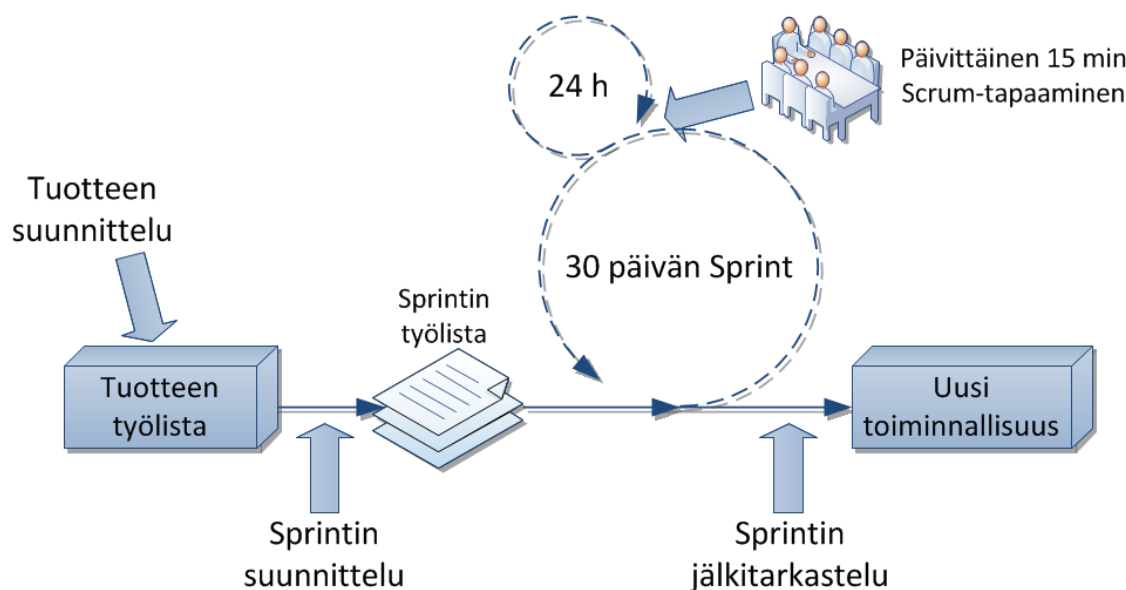 24 h
Päivittäinen 15 min
Scrum-tapaaminen
Tuotteen
suunnittelu
30 päivän Sprint
Sprintin
työlista
Tuotteen
työlista
Uusi
toiminnallisuus
Sprintin
suunnittelu
Sprintin
jälkitarkastelu